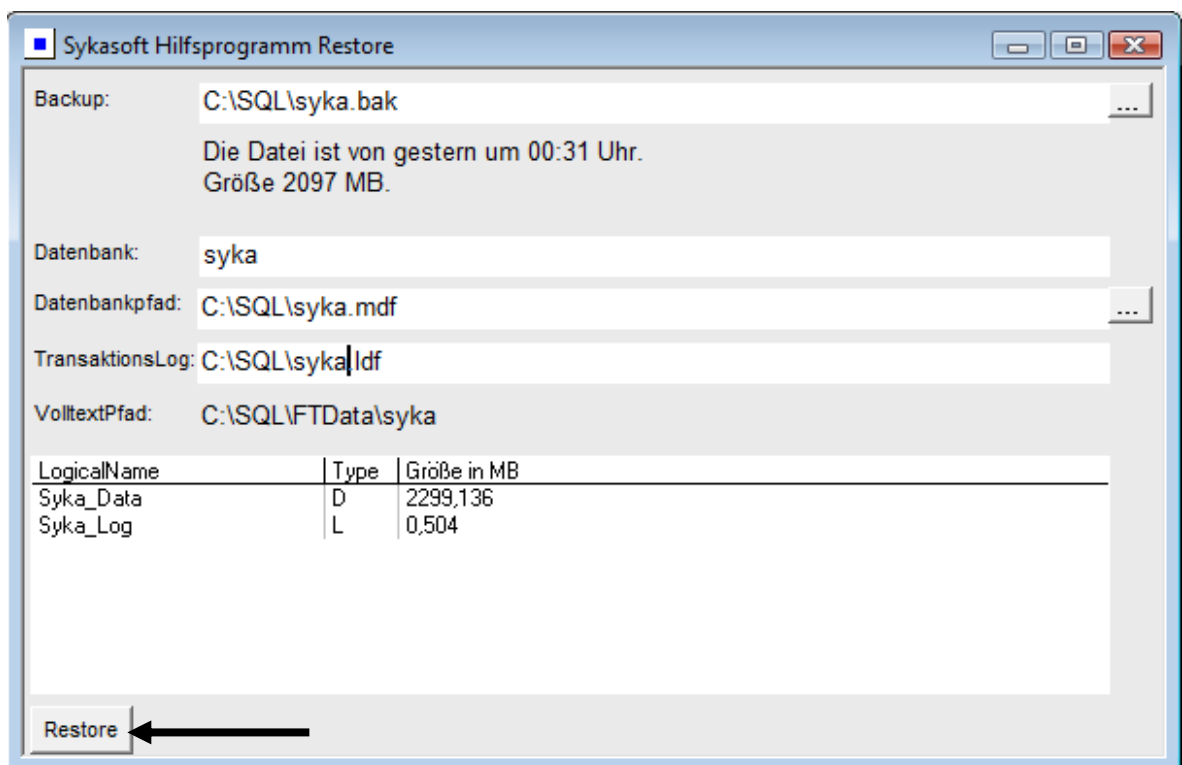 Sykasoft Hilfsprogramm Restore
Backup: C:\SQL\syka.bak ...
Die Datei ist von gestern um 00:31 Uhr.
Größe 2097 MB.
Datenbank: syka
Datenbankpfad: C:\SQL\syka.mdf ...
TransaktionsLog: C:\SQL\syka.ldf
VolltextPfad: C:\SQL\FTData\syka
LogicalName Type Größe in MB
Syka_Data D 2299,136
Syka_Log L 0,504
Restore